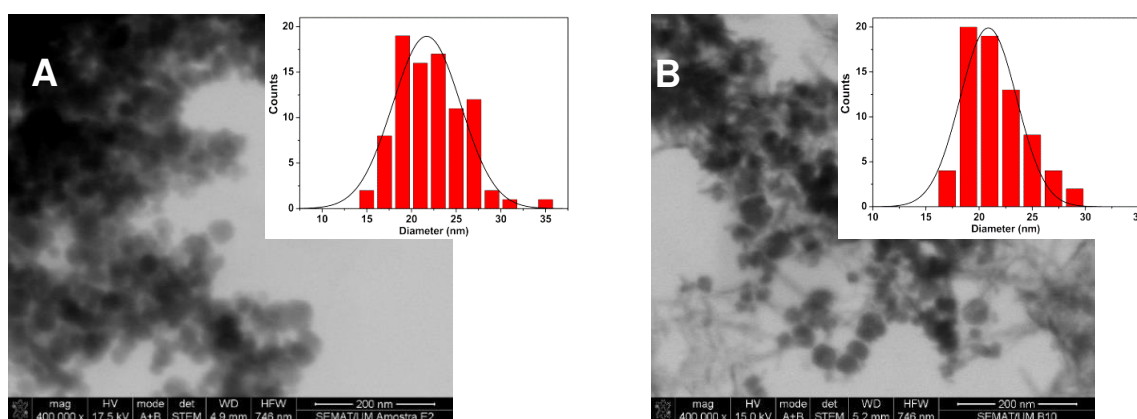 A
Counts
20
15
10
5
0
10 15 20 25 30 35
Diameter (nm)
mag HV mode det WD HFW 200 nm
400 000 x 17.5 kV A+B STEM 4.9 mm 746 nm SEMAT/UM Amostra F2
B
Counts
20
15
10
5
0
10 15 20 25 30
Diameter (nm)
mag HV mode det WD HFW 200 nm
400 000 x 15.0 kV A+B STEM 5.2 mm 746 nm SEMAT/UM B10